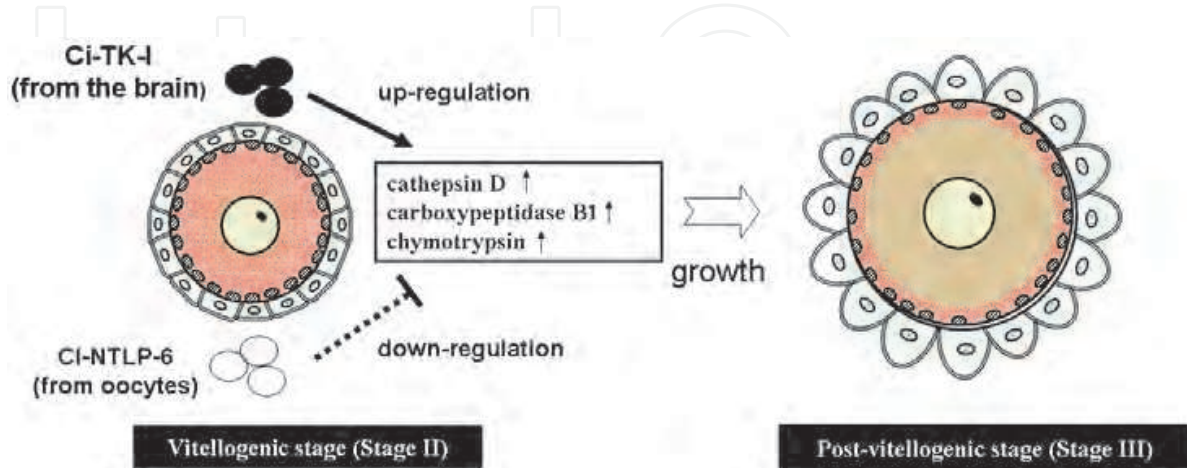 Ci-TK-I
(from the brain)
up-regulation
cathepsin D ↑
carboxypeptidase B1 ↑
chymotrypsin ↑
growth
CI-NTLP-6
(from oocytes)
down-regulation
Vitellogenic stage (Stage II)
Post-vitellogenic stage (Stage III)